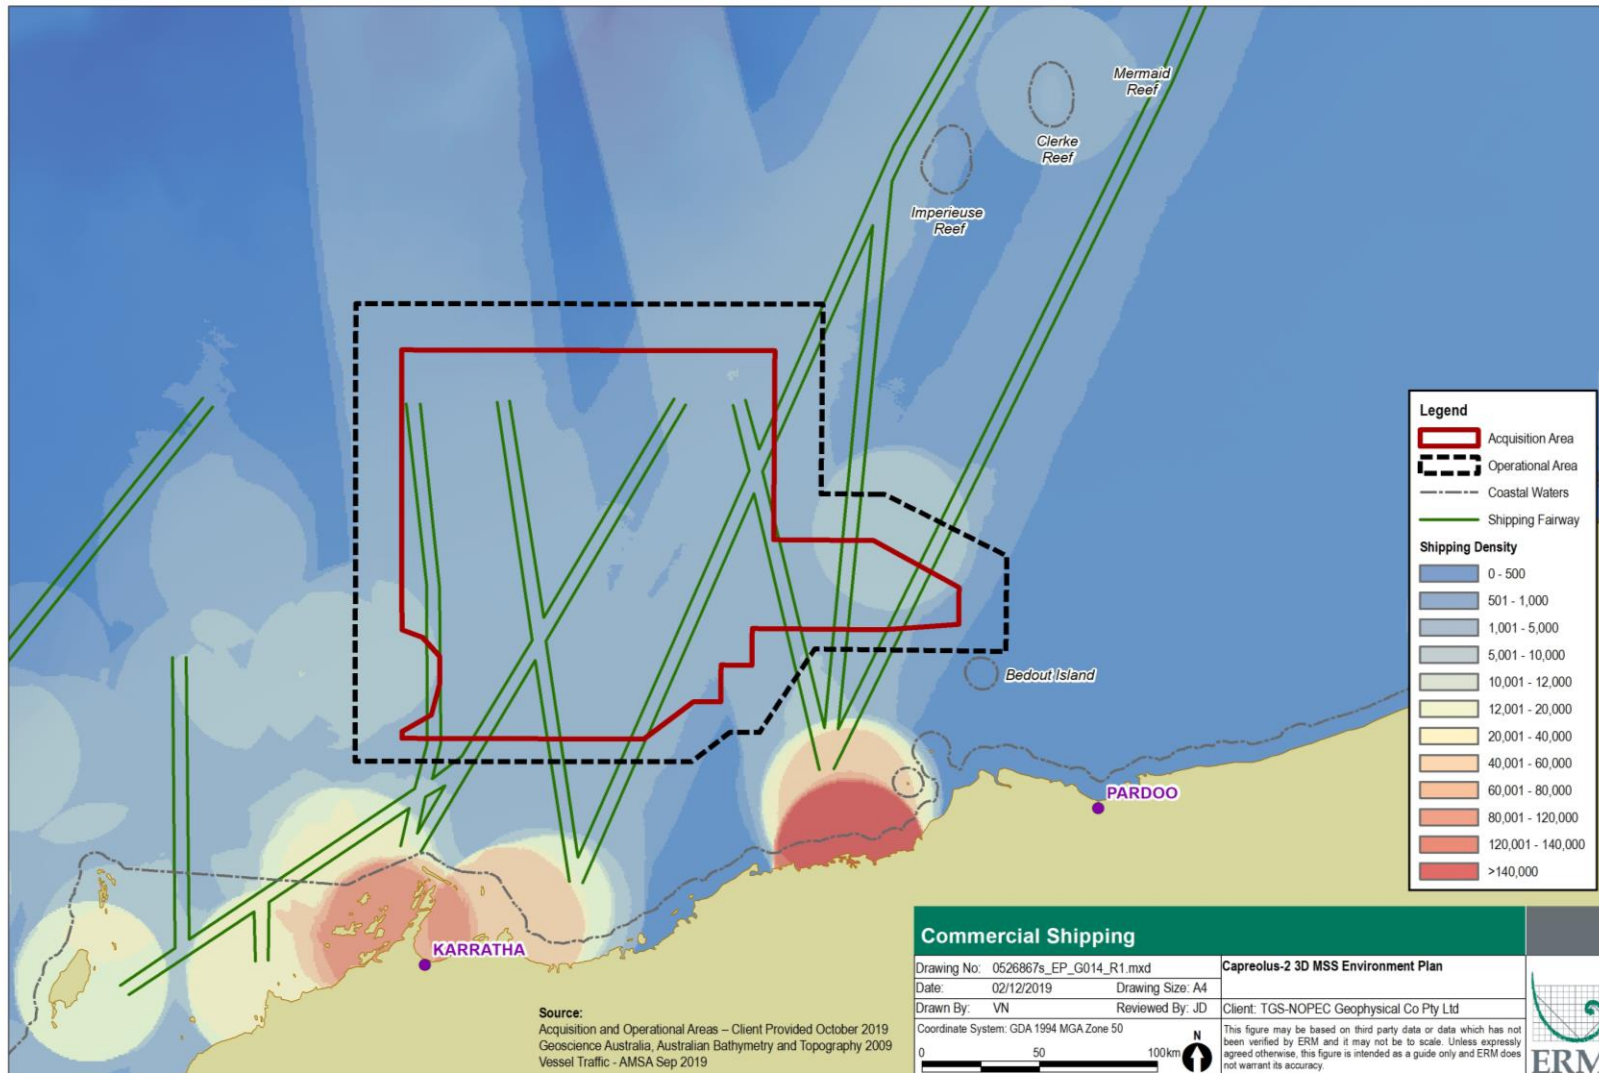 Mermaid
Reef
Clerke
Reef
Imperieuse
Reef
Bedout Island
PARDOO
KARRATHA
Legend
Acquisition Area
Operational Area
Coastal Waters
Shipping Fairway
Shipping Density
0 - 500
501 - 1,000
1,001 - 5,000
5,001 - 10,000
10,001 - 12,000
12,001 - 20,000
20,001 - 40,000
40,001 - 60,000
60,001 - 80,000
80,001 - 120,000
120,001 - 140,000
>140,000
Source:
Acquisition and Operational Areas – Client Provided October 2019
Geoscience Australia, Australian Bathymetry and Topography 2009
Vessel Traffic - AMSA Sep 2019
Commercial Shipping
Drawing No: 0526867s_EP_G014_R1.mxd
Date: 02/12/2019 Drawing Size: A4
Drawn By: VN Reviewed By: JD
Coordinate System: GDA 1994 MGA Zone 50
N
0 50 100km
Capreolus-2 3D MSS Environment Plan
Client: TGS-NOPEC Geophysical Co Pty Ltd
This figure may be based on third party data or data which has not
been verified by ERM and it may not be to scale. Unless expressly
agreed otherwise, this figure is intended as a guide only and ERM does
not warrant its accuracy.
ERM